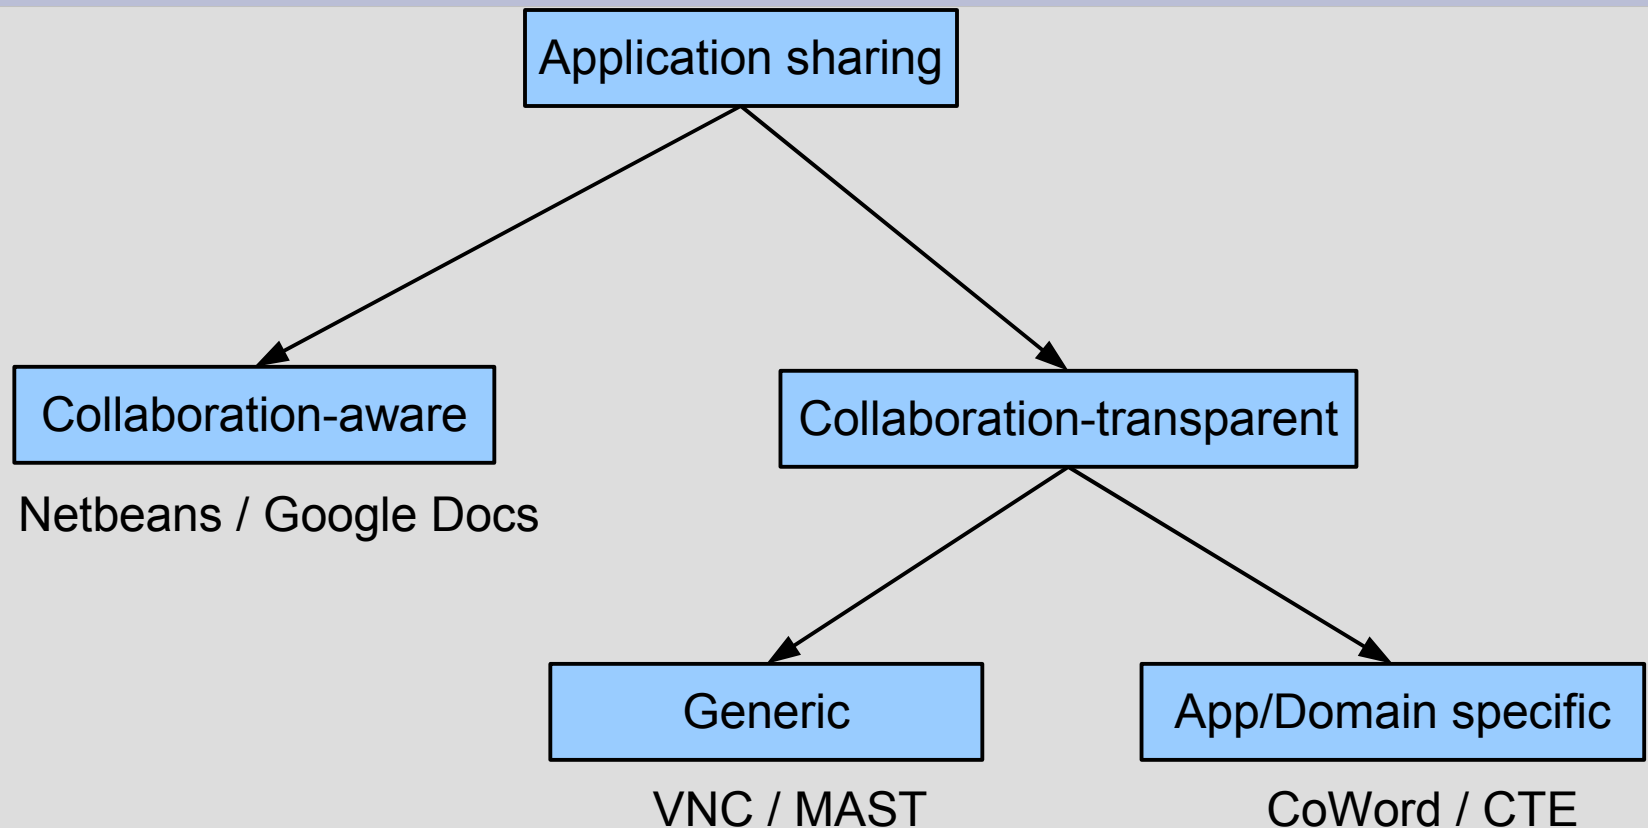 Application sharing
Collaboration-aware
Collaboration-transparent
Netbeans / Google Docs
Generic
App/Domain specific
VNC / MAST
CoWord / CTE